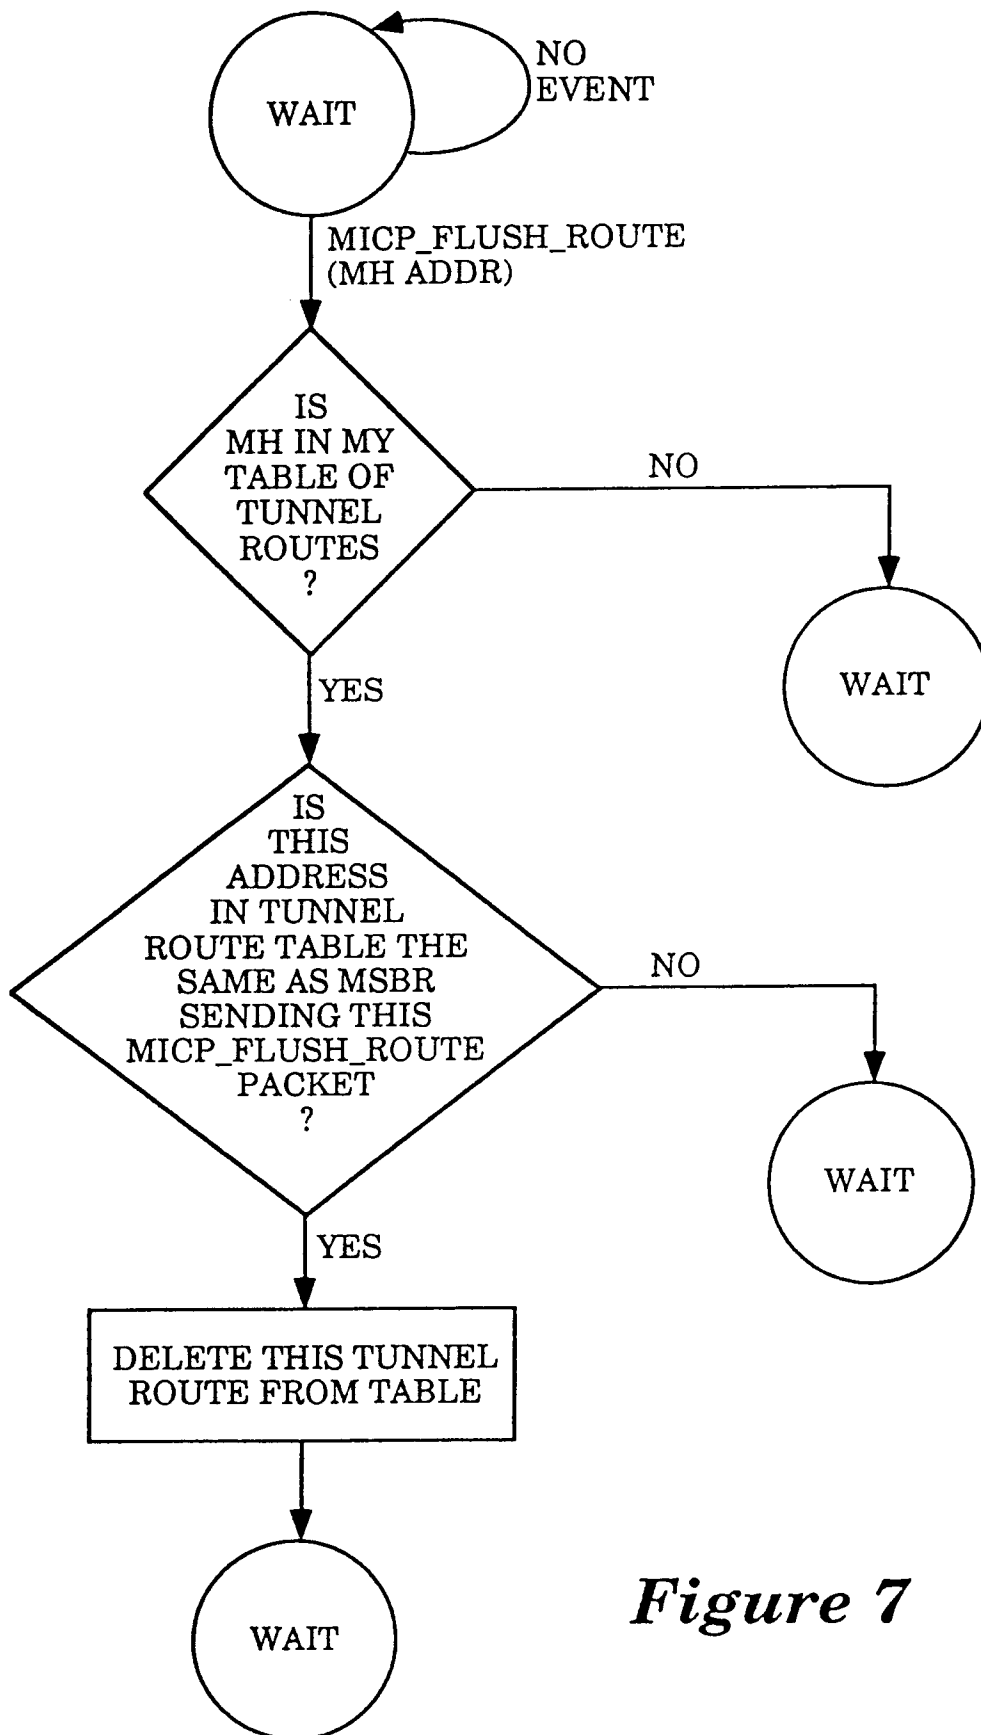 WAIT
NO
EVENT
MICP_FLUSH_ROUTE
(MH ADDR)
IS
MH IN MY
TABLE OF
TUNNEL
ROUTES
?
NO
WAIT
YES
IS
THIS
ADDRESS
IN TUNNEL
ROUTE TABLE THE
SAME AS MSBR
SENDING THIS
MICP_FLUSH_ROUTE
PACKET
?
NO
WAIT
YES
DELETE THIS TUNNEL
ROUTE FROM TABLE
WAIT
Figure 7